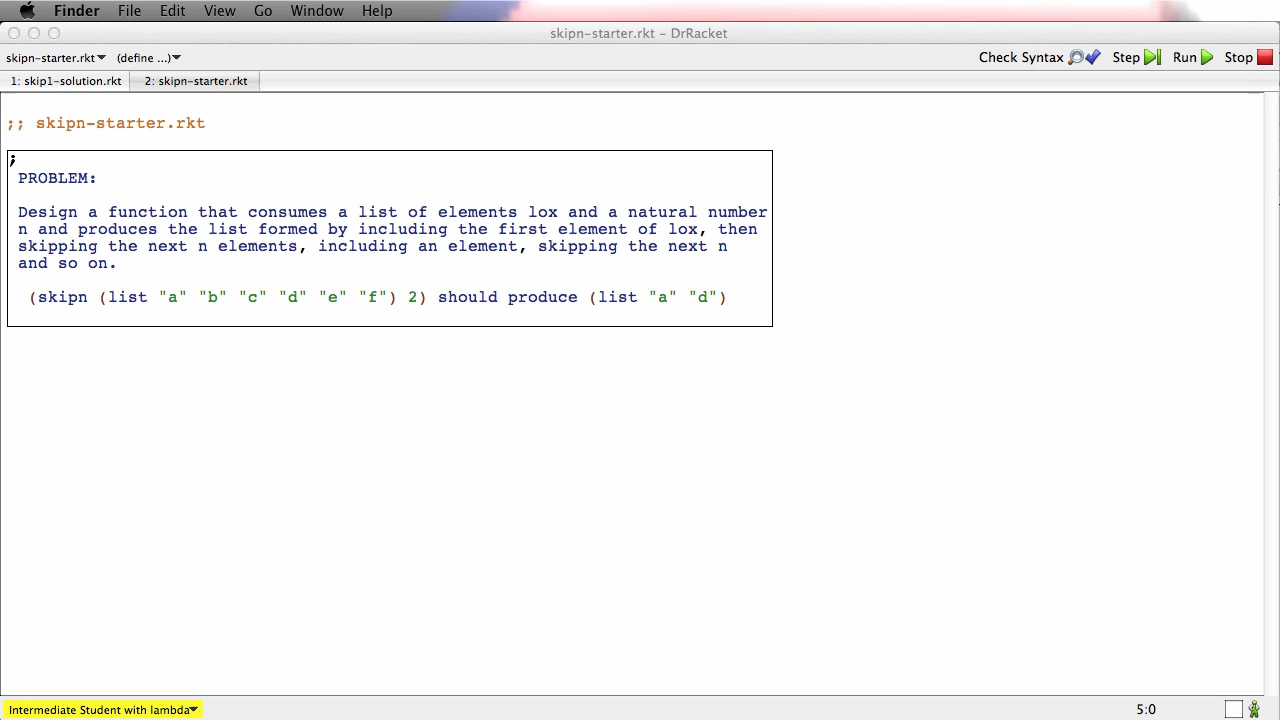 Finder File Edit View Go Window Help
skipn-starter.rkt – DrRacket
skipn-starter.rkt (define ...) Check Syntax Step Run Stop
1: skip1-solution.rkt 2: skipn-starter.rkt
;; skipn-starter.rkt
;
PROBLEM:
Design a function that consumes a list of elements lox and a natural number
n and produces the list formed by including the first element of lox, then
skipping the next n elements, including an element, skipping the next n
and so on.
(skipn (list "a" "b" "c" "d" "e" "f") 2) should produce (list "a" "d")
Intermediate Student with lambda 5:0